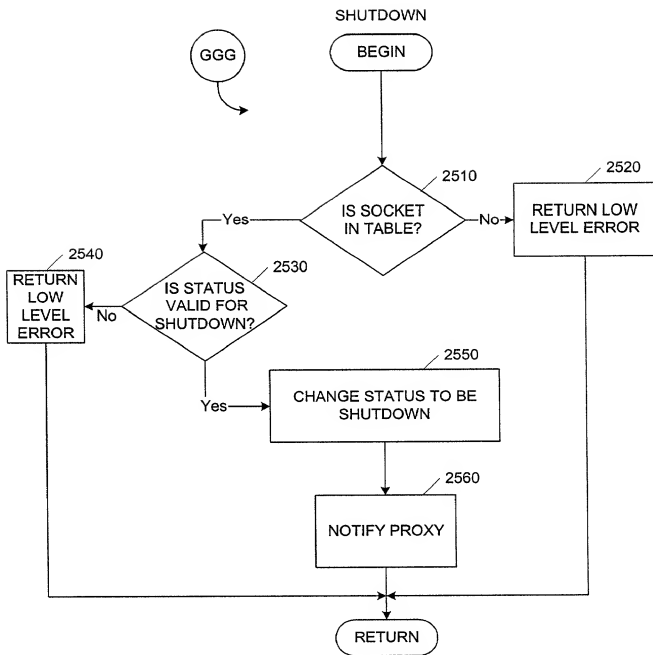 SHUTDOWN
GGG
BEGIN
2510
IS SOCKET
IN TABLE?
Yes
No
2520
RETURN LOW
LEVEL ERROR
2530
IS STATUS
VALID FOR
SHUTDOWN?
No
2540
RETURN
LOW
LEVEL
ERROR
Yes
2550
CHANGE STATUS TO BE
SHUTDOWN
2560
NOTIFY PROXY
RETURN